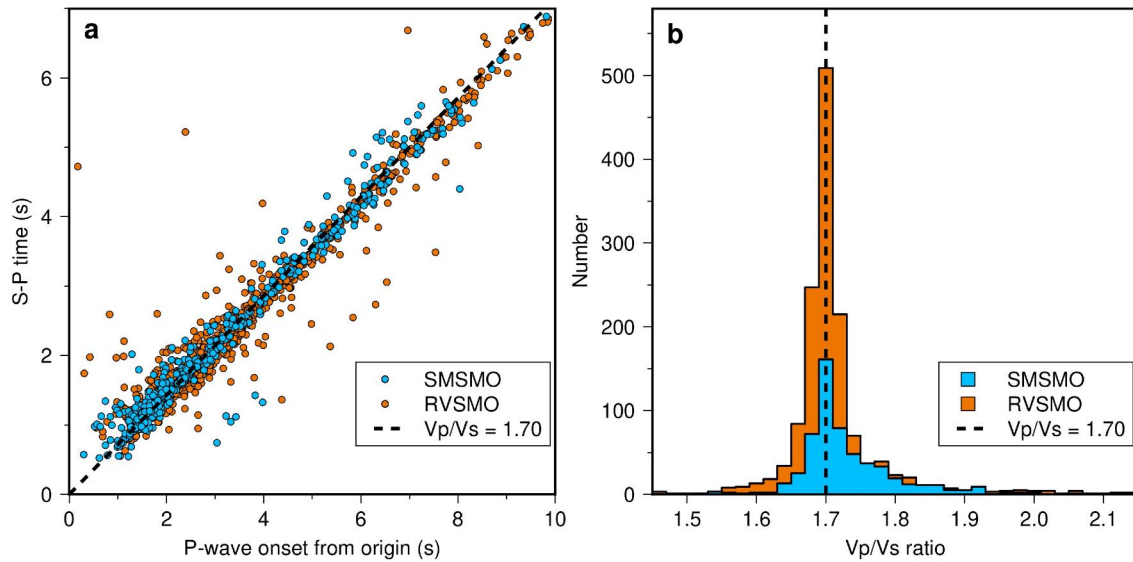 a
S-P time (s)
6
4
2
0
0 2 4 6 8 10
P-wave onset from origin (s)
SMSMO
RVSMO
Vp/Vs = 1.70
b
Number
500
400
300
200
100
0
1.5 1.6 1.7 1.8 1.9 2.0 2.1
Vp/Vs ratio
SMSMO
RVSMO
Vp/Vs = 1.70